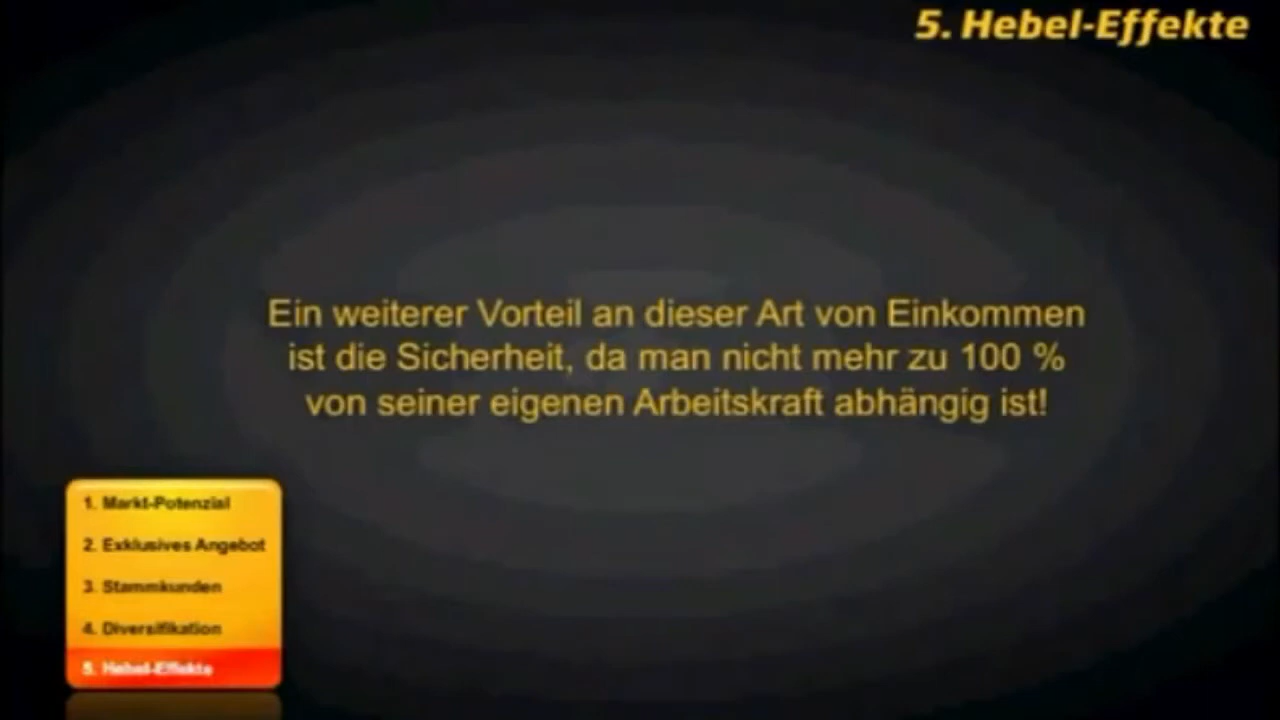 5. Hebel-Effekte
Ein weiterer Vorteil an dieser Art von Einkommen
ist die Sicherheit, da man nicht mehr zu 100 %
von seiner eigenen Arbeitskraft abhängig ist!
1. Markt-Potenzial
2. Exklusives Angebot
3. Stammkunden
4. Diversifikation
5. Hebel-Effekte